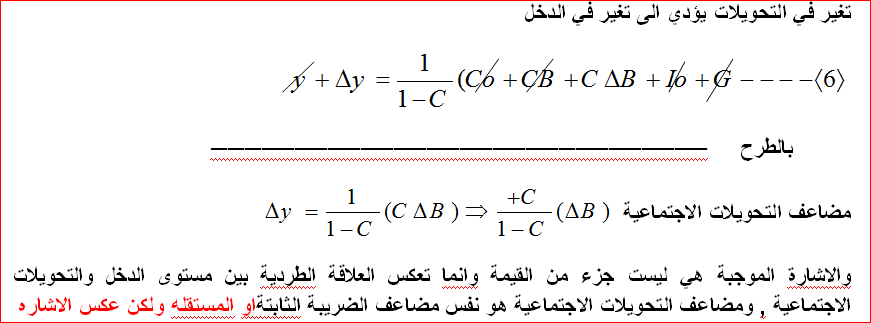 تغير في التحويلات يؤدي الى تغير في الدخل
y + Δy = 1/(1−C) (Co + CB + C ΔB + Io + G − − − −⟨6⟩
بالطرح ــــــــــــــــــــــــــــــــــــــــــــــــــــــــــــــــ
مضاعف التحويلات الاجتماعية Δy = 1/(1−C) (C ΔB ) ⇒ +C/(1−C) (ΔB )
والاشارة الموجبة هي ليست جزء من القيمة وانما تعكس العلاقة الطردية بين مستوى الدخل والتحويلات
الاجتماعية , ومضاعف التحويلات الاجتماعية هو نفس مضاعف الضريبة الثابتةاو المستقله ولكن عكس الاشاره